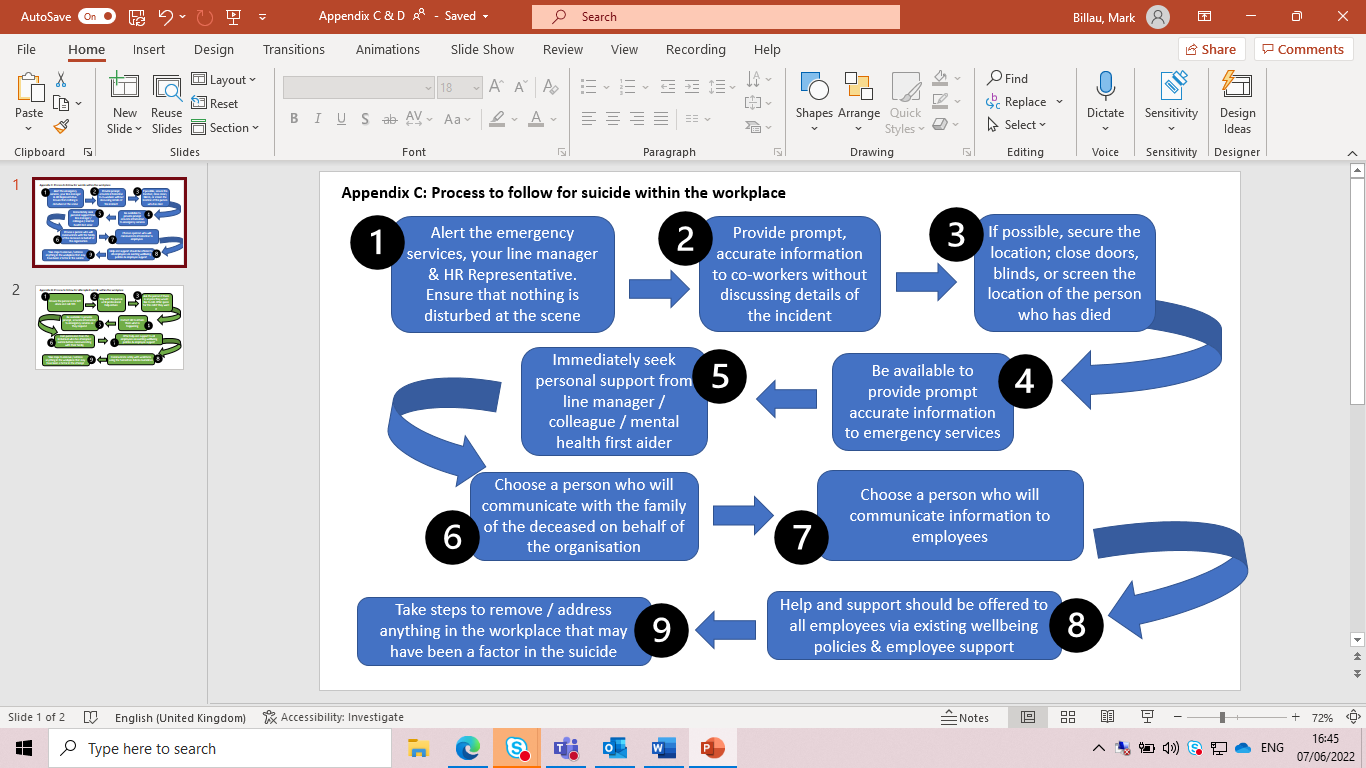 AutoSave On Appendix C & D - Saved Search Billau, Mark
File Home Insert Design Transitions Animations Slide Show Review View Recording Help Share Comments
Paste New Slide Reuse Slides Layout Reset Section 18 Shapes Arrange Quick Styles Find Replace Select Dictate Sensitivity Design Ideas
Clipboard Slides Font Paragraph Drawing Editing Voice Sensitivity Designer
1
2
Appendix C: Process to follow for suicide within the workplace
1
Alert the emergency
services, your line manager
& HR Representative.
Ensure that nothing is
disturbed at the scene
2
Provide prompt,
accurate information
to co-workers without
discussing details of
the incident
3
If possible, secure the
location; close doors,
blinds, or screen the
location of the person
who has died
4
Be available to
provide prompt
accurate information
to emergency services
5
Immediately seek
personal support from
line manager /
colleague / mental
health first aider
6
Choose a person who will
communicate with the family
of the deceased on behalf of
the organisation
7
Choose a person who will
communicate information to
employees
8
Help and support should be offered to
all employees via existing wellbeing
policies & employee support
9
Take steps to remove / address
anything in the workplace that may
have been a factor in the suicide
Slide 1 of 2 English (United Kingdom) Accessibility: Investigate Notes 72%
Type here to search ENG 16:45
07/06/2022